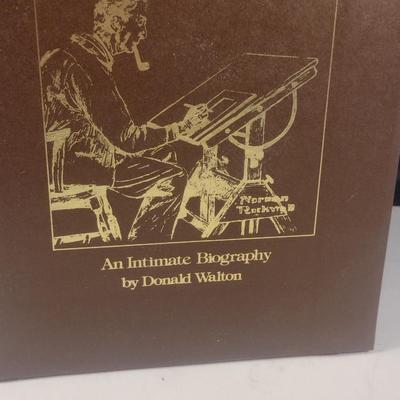 Norman
Rockwell
An Intimate Biography
by Donald Walton